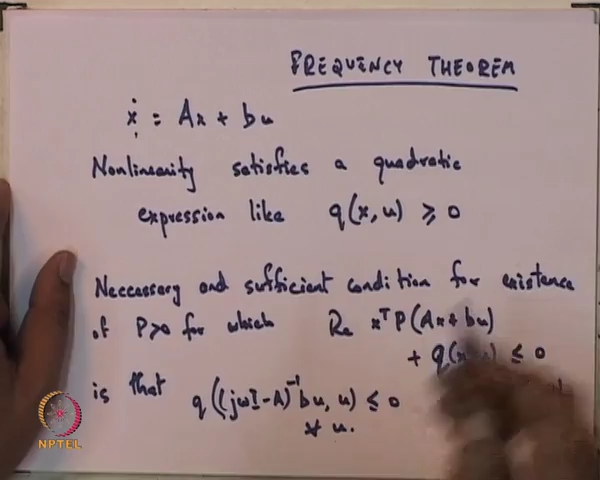 FREQUENCY THEOREM
ẋ = Ax + bu
Nonlinearity satisfies a quadratic
expression like q(x,u) ≥ 0
Neccessary and sufficient condition for existence
of P>0 for which Re xᵀP(Ax+bu)
+ q(x,u) ≤ 0
is that q((jωI-A)⁻¹bu, u) ≤ 0
∀ u.
NPTEL